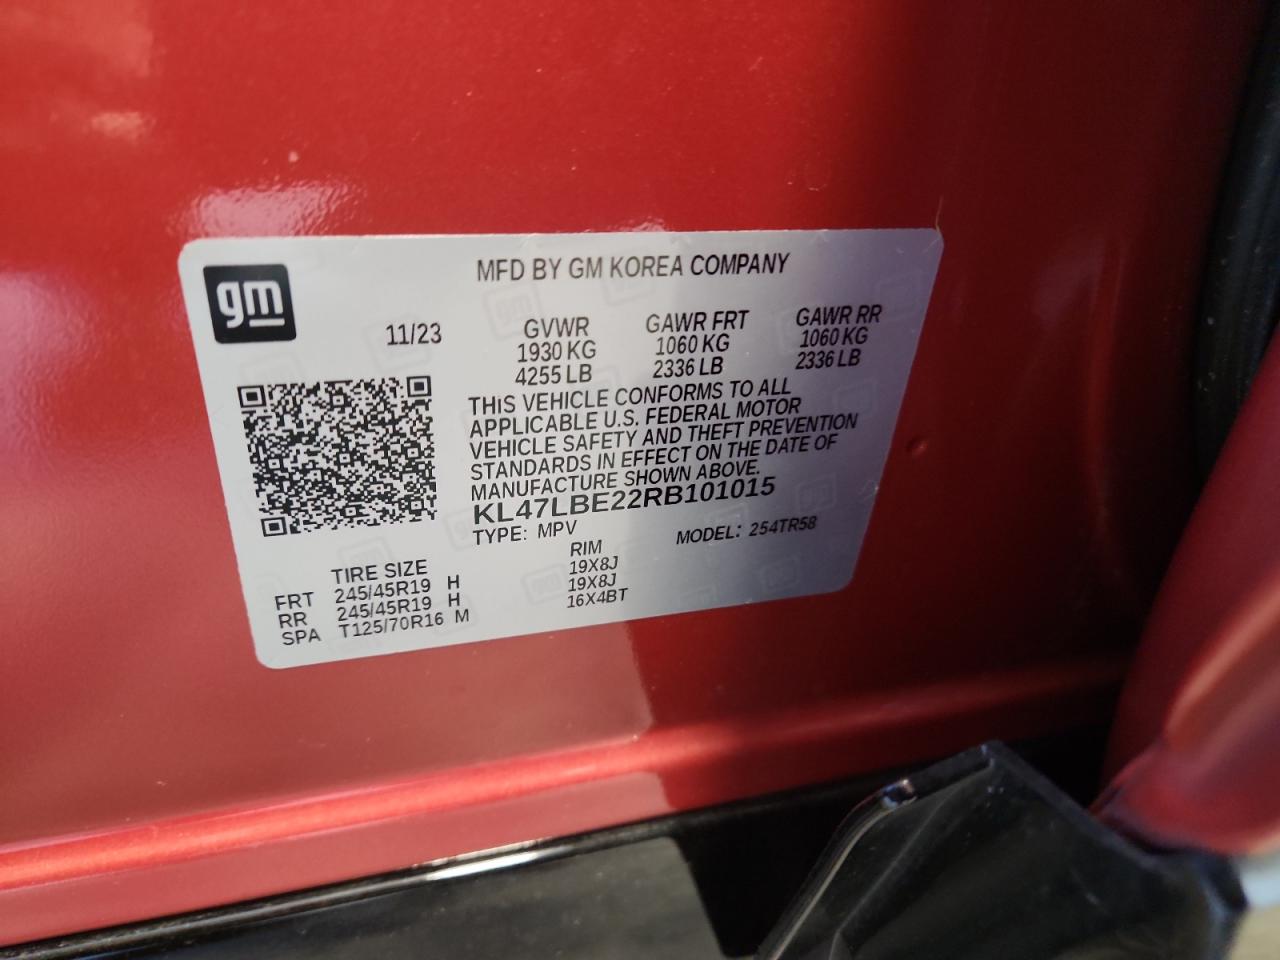 gm
MFD BY GM KOREA COMPANY
11/23 GVWR GAWR FRT GAWR RR
1930 KG 1060 KG 1060 KG
4255 LB 2336 LB 2336 LB
THiS VEHICLE CONFORMS TO ALL
APPLICABLE U.S. FEDERAL MOTOR
VEHICLE SAFETY AND THEFT PREVENTION
STANDARDS IN EFFECT ON THE DATE OF
MANUFACTURE SHOWN ABOVE.
KL47LBE22RB101015
TYPE: MPV MODEL: 254TR58
TIRE SIZE RIM
FRT 245/45R19 H 19X8J
RR 245/45R19 H 19X8J
SPA T125/70R16 M 16X4BT